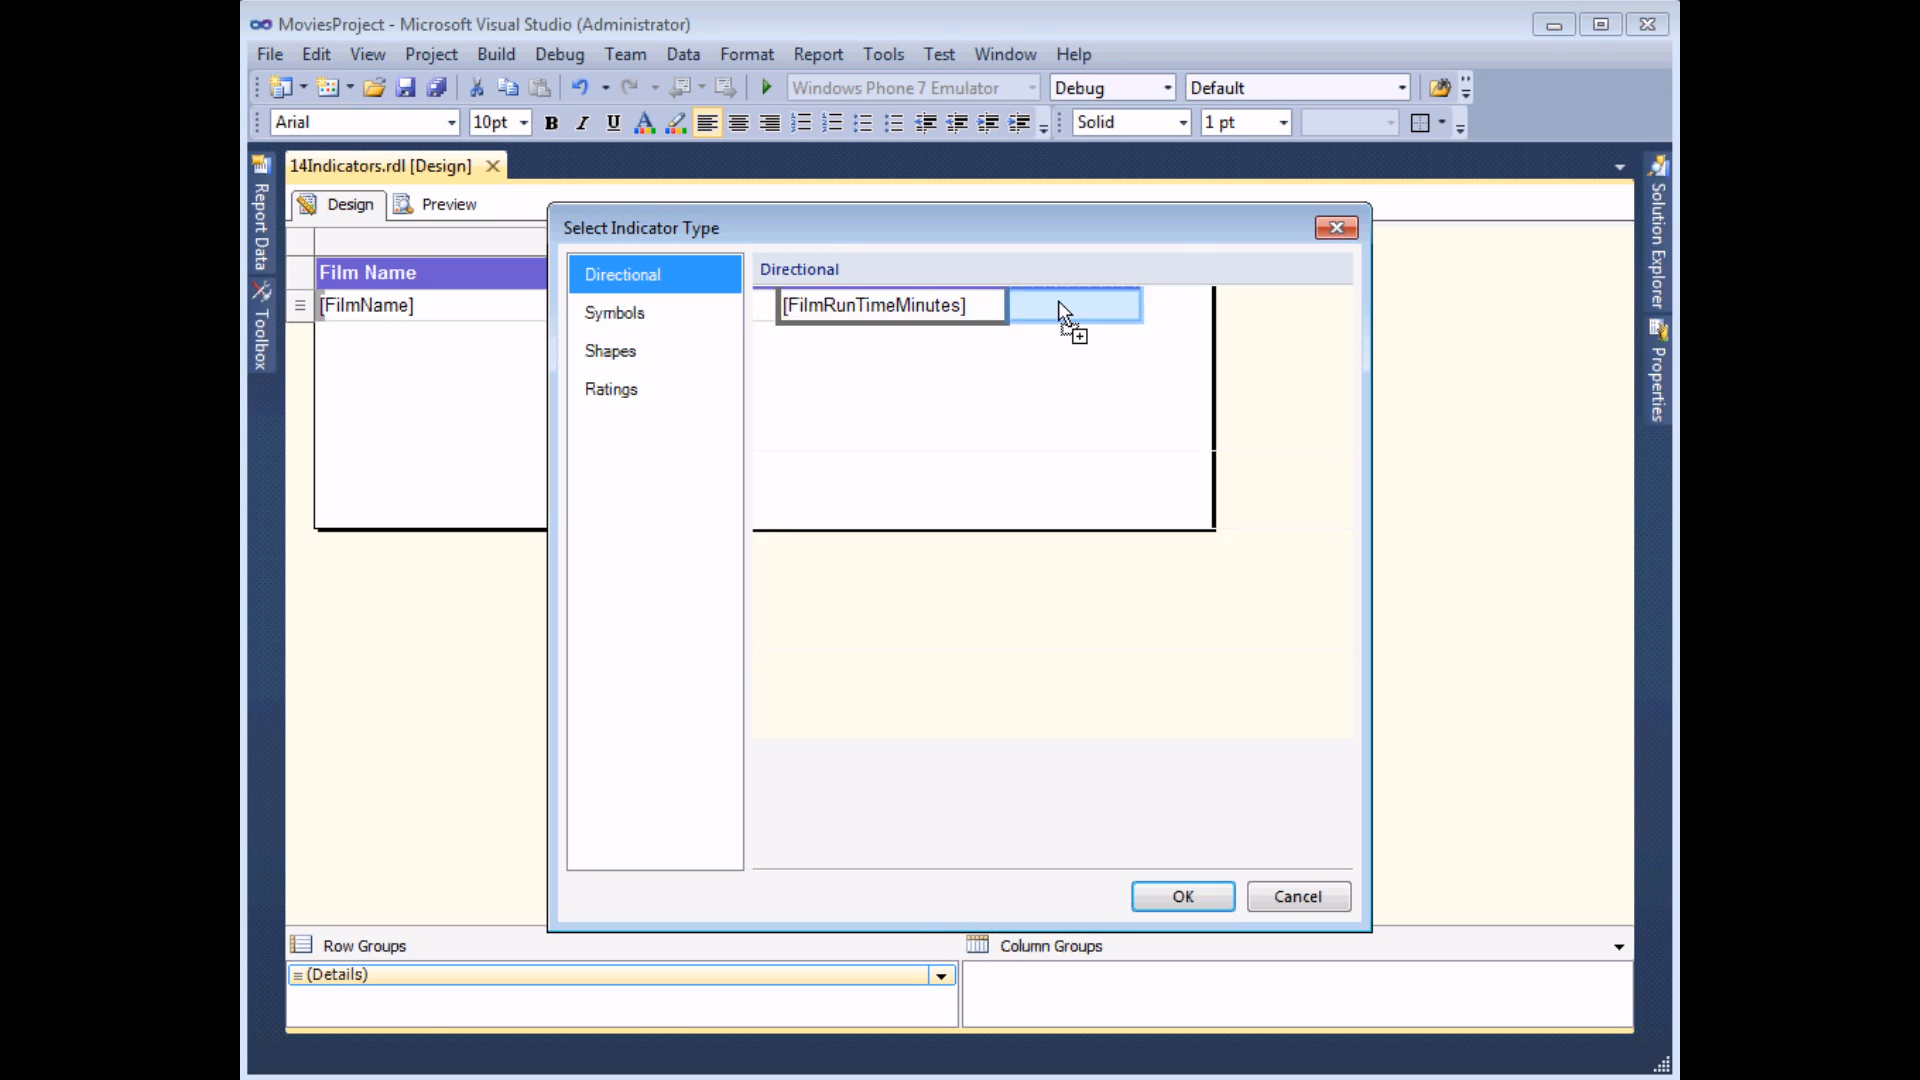 MoviesProject - Microsoft Visual Studio (Administrator)
File Edit View Project Build Debug Team Data Format Report Tools Test Window Help
Windows Phone 7 Emulator Debug Default
Arial 10pt B I U A Solid 1 pt
14Indicators.rdl [Design]
Design Preview
Report Data
Toolbox
Solution Explorer
Properties
Select Indicator Type
Directional
Symbols
Shapes
Ratings
Directional
Film Name
[FilmName] [FilmRunTimeMinutes]
OK Cancel
Row Groups Column Groups
(Details)